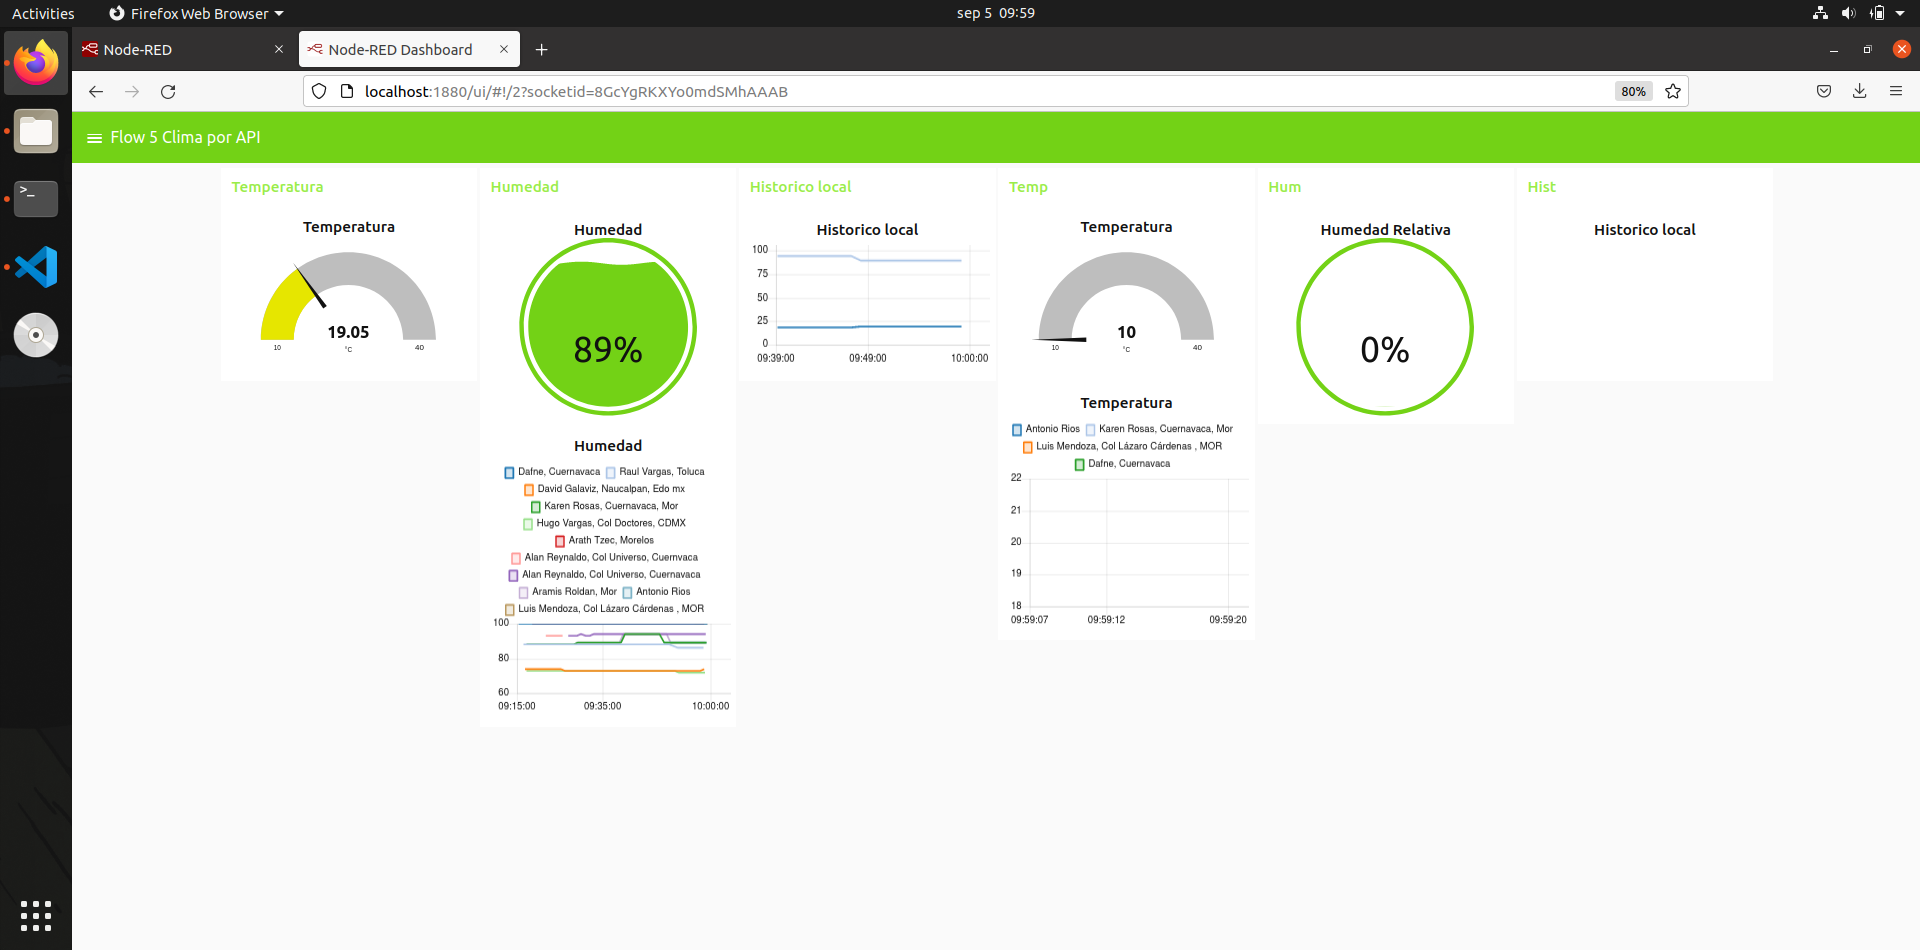 Activities
Firefox Web Browser
sep 5 09:59
Node-RED
Node-RED Dashboard
localhost:1880/ui/#!/2?socketid=8GcYgRKXYo0mdSMhAAAB
80%
Flow 5 Clima por API
Temperatura
Temperatura
19.05
°C
10
40
Humedad
Humedad
89%
Humedad
Dafne, Cuernavaca
Raul Vargas, Toluca
David Galaviz, Naucalpan, Edo mx
Karen Rosas, Cuernavaca, Mor
Hugo Vargas, Col Doctores, CDMX
Arath Tzec, Morelos
Alan Reynaldo, Col Universo, Cuernvaca
Alan Reynaldo, Col Universo, Cuernavaca
Aramis Roldan, Mor
Antonio Rios
Luis Mendoza, Col Lázaro Cárdenas , MOR
100
80
60
09:15:00
09:35:00
10:00:00
Historico local
Historico local
100
75
50
25
0
09:39:00
09:49:00
10:00:00
Temp
Temperatura
10
°C
10
40
Temperatura
Antonio Rios
Karen Rosas, Cuernavaca, Mor
Luis Mendoza, Col Lázaro Cárdenas , MOR
Dafne, Cuernavaca
22
21
20
19
18
09:59:07
09:59:12
09:59:20
Hum
Humedad Relativa
0%
Hist
Historico local